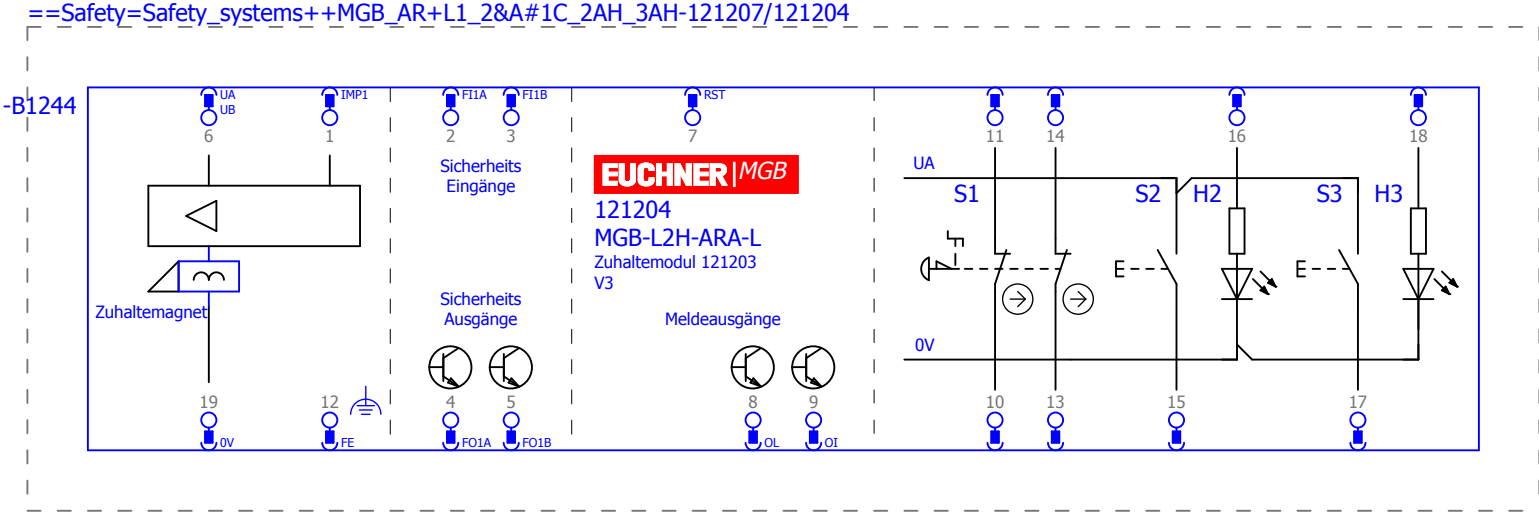 ==Safety=Safety_systems++MGB_AR+L1_2&A#1C_2AH_3AH-121207/121204
-B1244
UA
UB
IMP1
FI1A
FI1B
RST
6
1
2
3
7
11
14
16
18
Sicherheits
Eingänge
EUCHNER|MGB
121204
MGB-L2H-ARA-L
Zuhaltemodul 121203
V3
UA
S1
S2
H2
S3
H3
Zuhaltemagnet
Sicherheits
Ausgänge
Meldeausgänge
0V
19
12
4
5
8
9
10
13
15
17
0V
FE
FO1A
FO1B
OL
OI